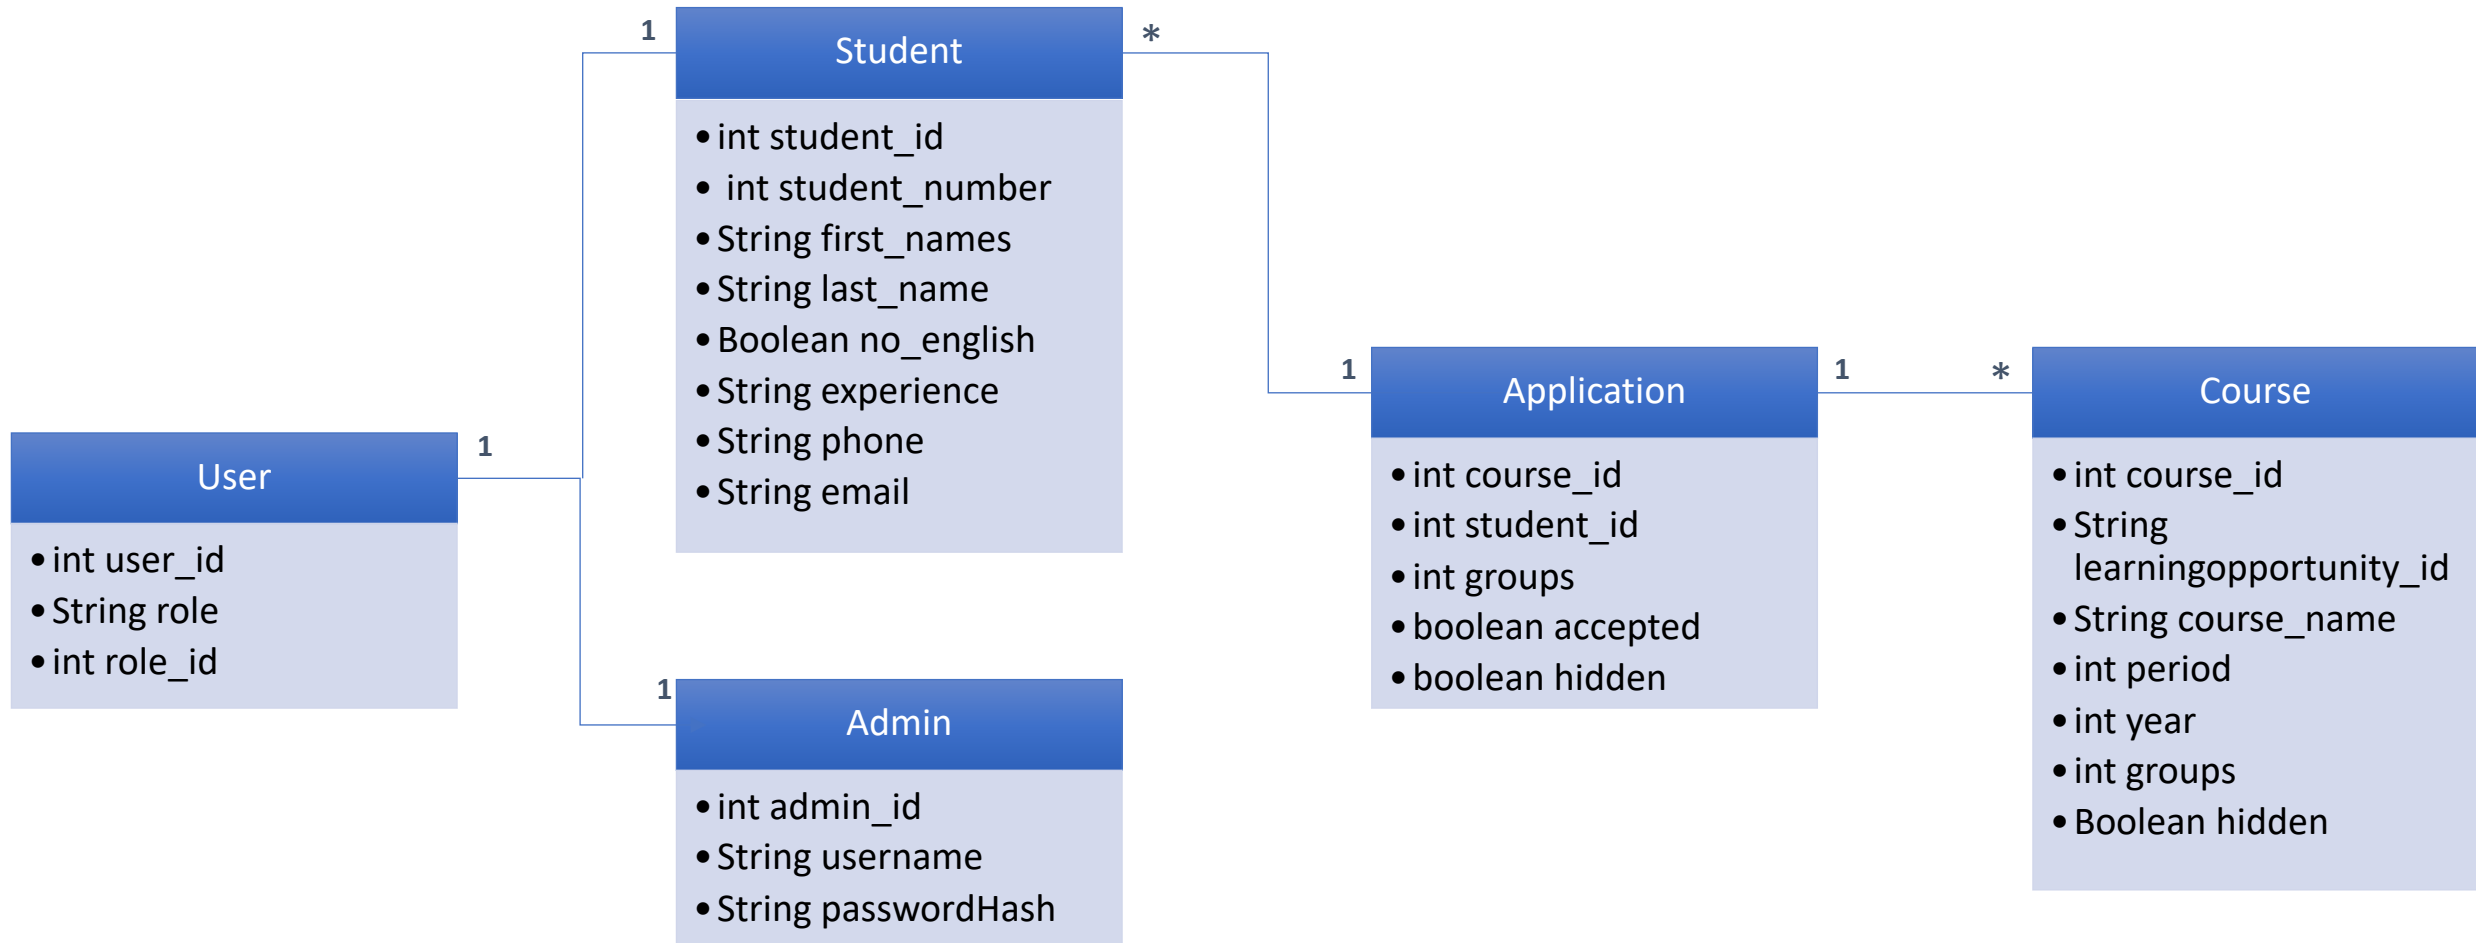 User
1
• int user_id
• String role
• int role_id
1
Student
*
• int student_id
• int student_number
• String first_names
• String last_name
• Boolean no_english
• String experience
• String phone
• String email
1
Admin
• int admin_id
• String username
• String passwordHash
1
Application
1
• int course_id
• int student_id
• int groups
• boolean accepted
• boolean hidden
*
Course
• int course_id
• String
learningopportunity_id
• String course_name
• int period
• int year
• int groups
• Boolean hidden